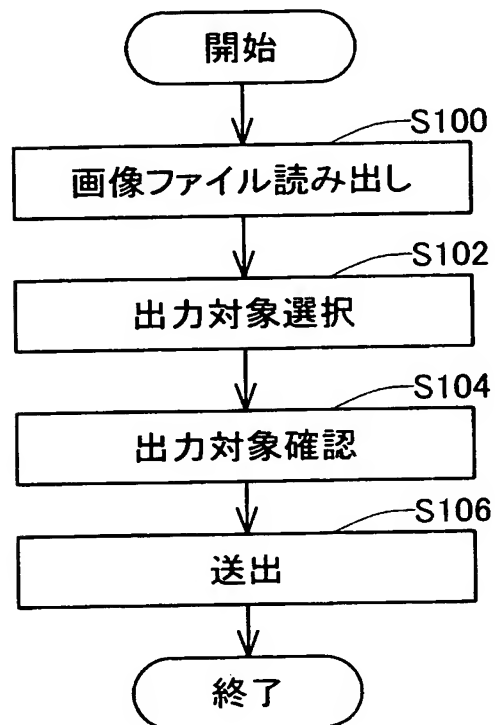 開始
S100
画像ファイル読み出し
S102
出力対象選択
S104
出力対象確認
S106
送出
終了